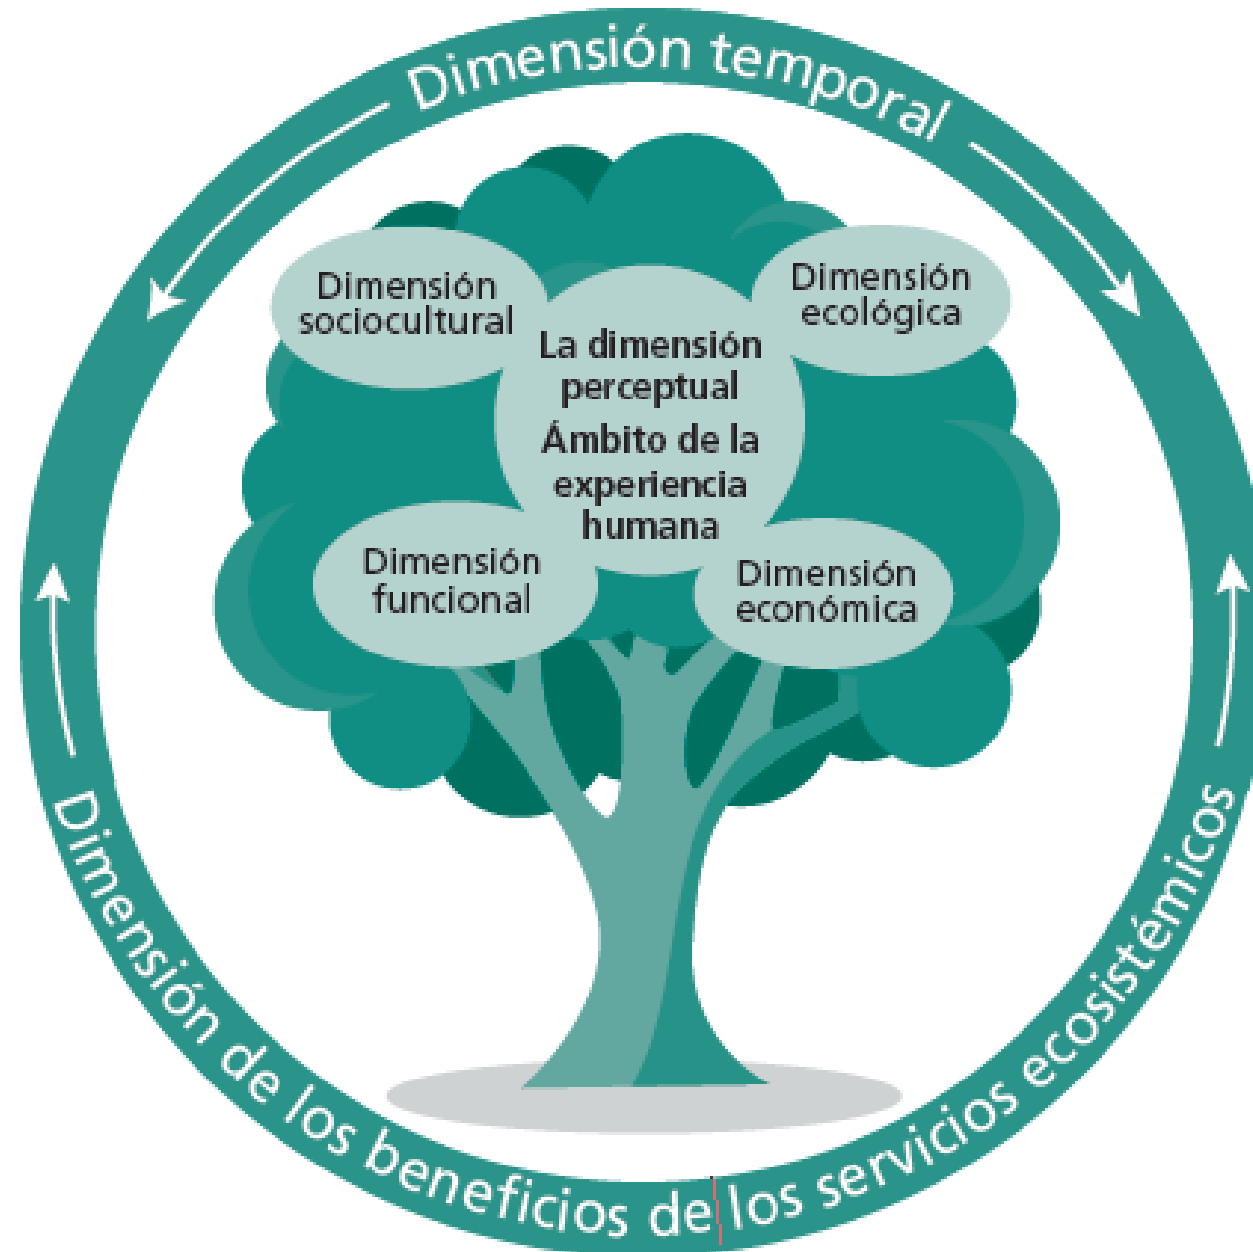 Dimensión temporal
Dimensión
sociocultural
La dimensión
perceptual
Ámbito de la
experiencia
humana
Dimensión
ecológica
Dimensión
funcional
Dimensión
económica
Dimensión de los beneficios de los servicios ecosistémicos